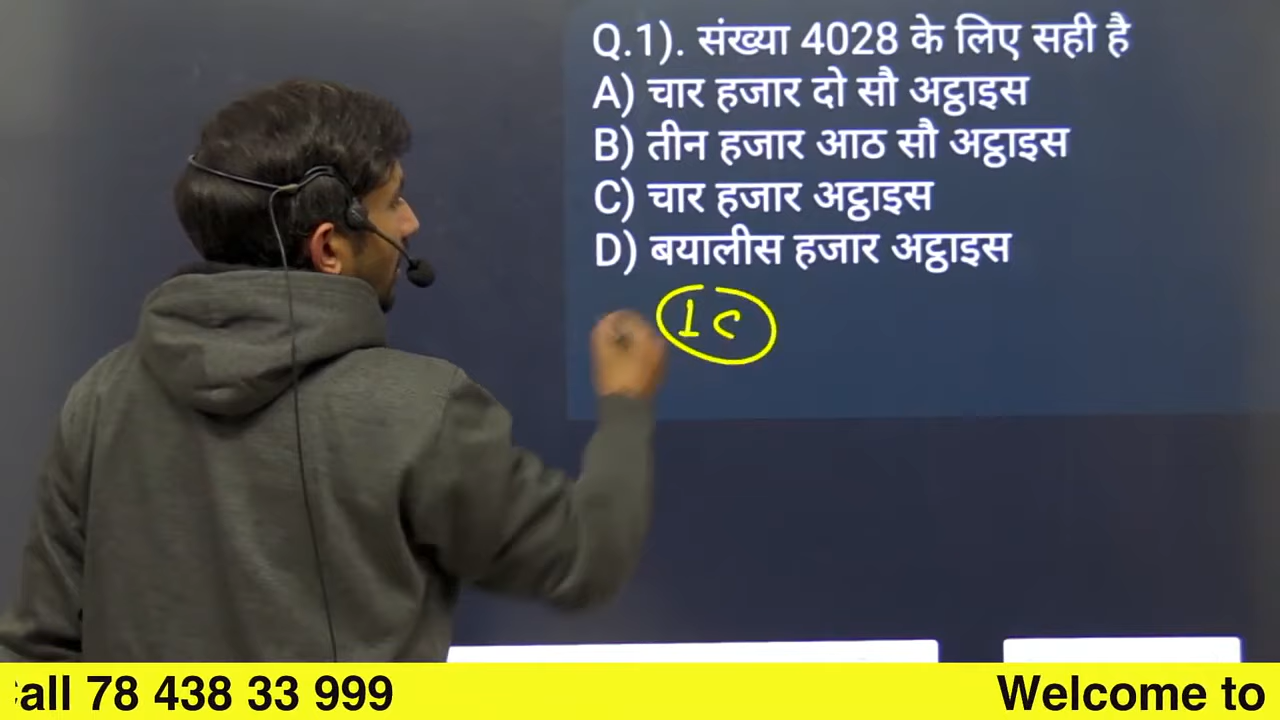 Q.1). संख्या 4028 के लिए सही है
A) चार हजार दो सौ अट्ठाइस
B) तीन हजार आठ सौ अट्ठाइस
C) चार हजार अट्ठाइस
D) बयालीस हजार अट्ठाइस
1 C
all 78 438 33 999
Welcome to